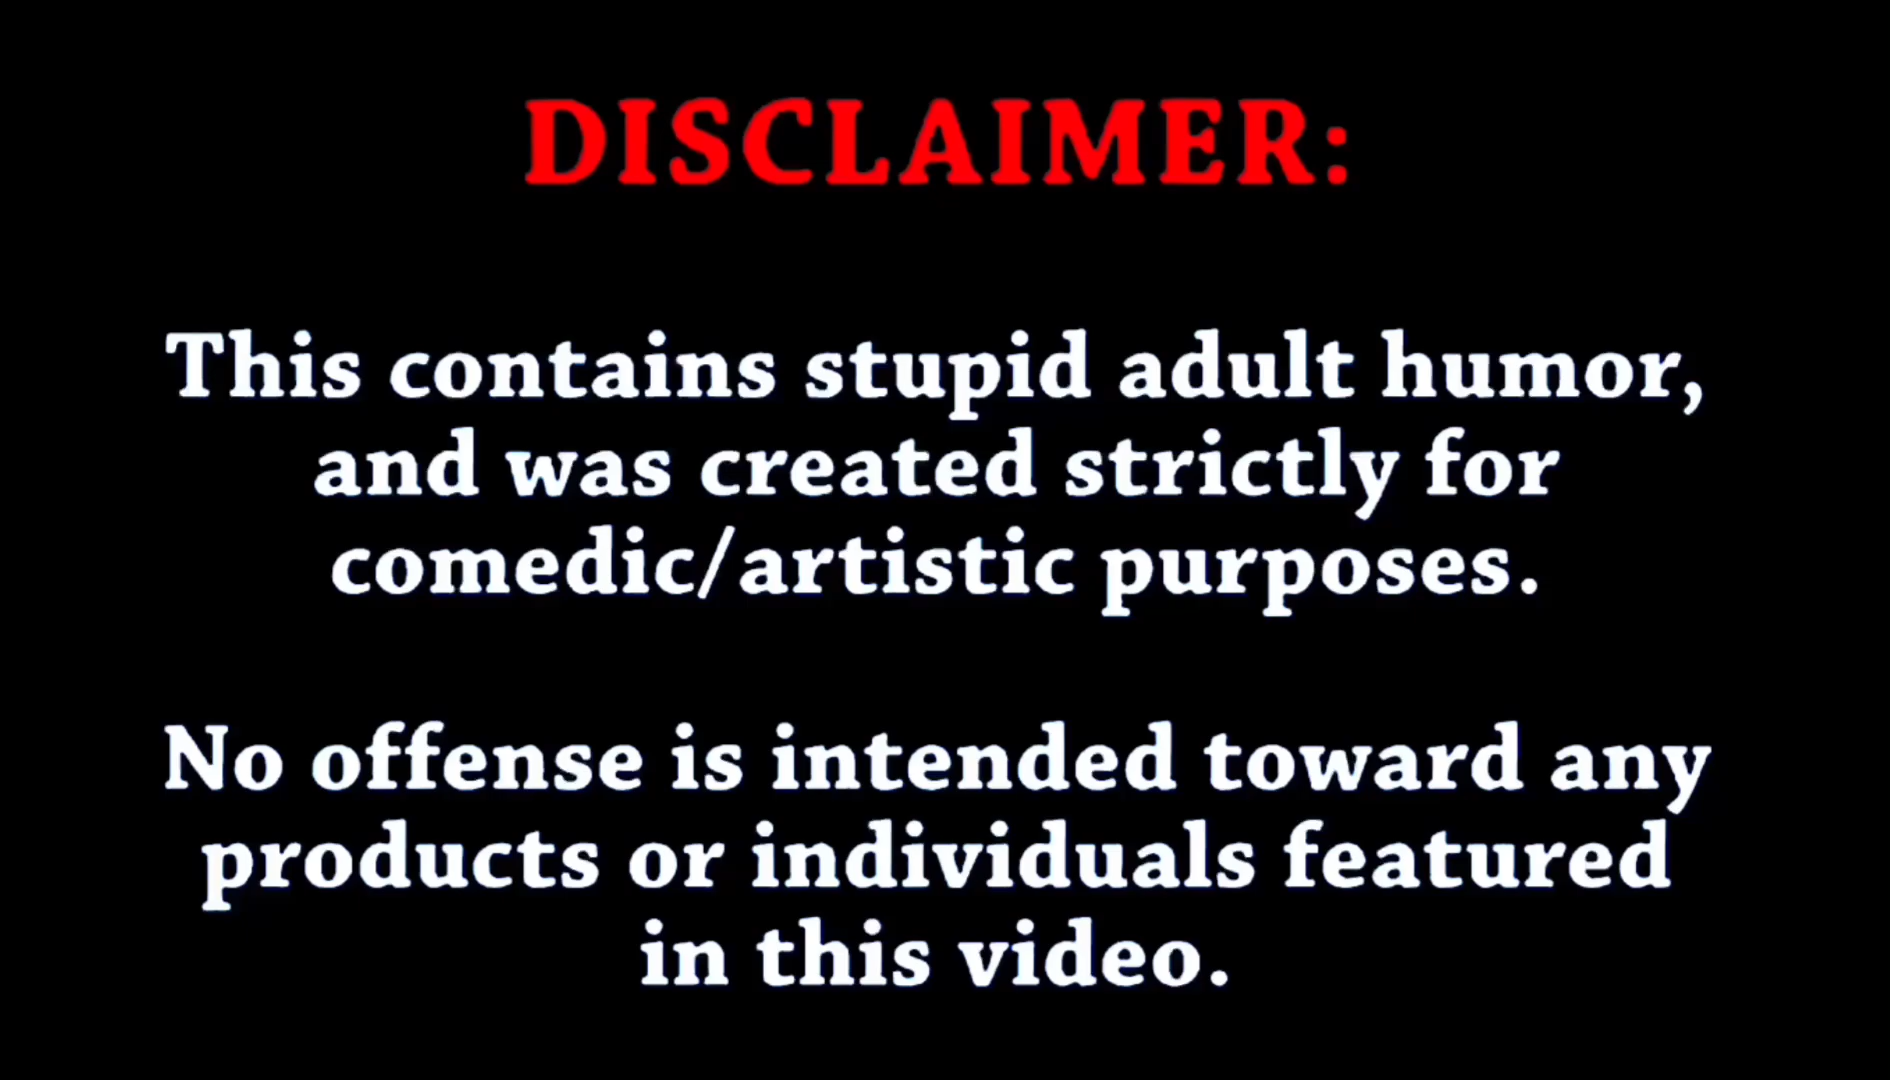 DISCLAIMER:
This contains stupid adult humor,
and was created strictly for
comedic/artistic purposes.
No offense is intended toward any
products or individuals featured
in this video.